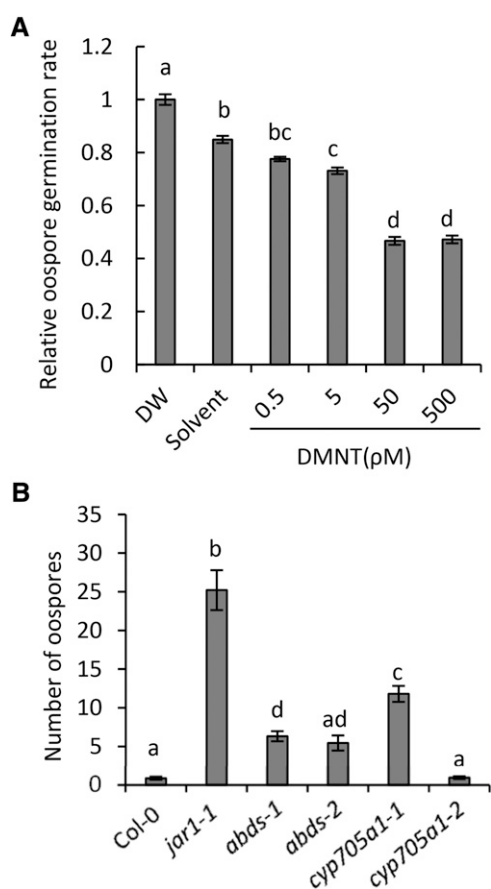 A
1.2
a
1
b
bc
0.8
c
0.6
d d
0.4
0.2
0
Relative oospore germination rate
DW Solvent 0.5 5 50 500
DMNT(ρM)
B
35
b
30
25
20
15
c
10
d
ad
5
a a
0
Number of oospores
Col-0 jar1-1 abds-1 abds-2 cyp705a1-1 cyp705a1-2